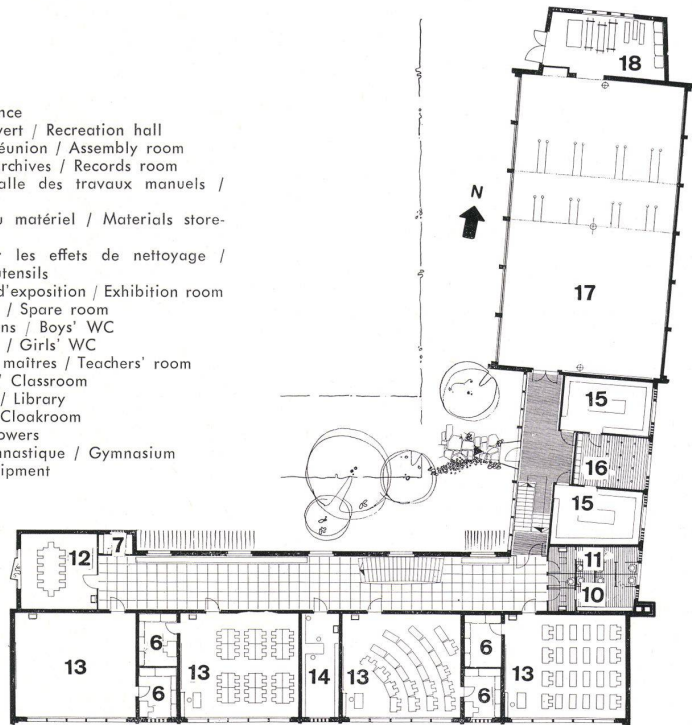 nce
vert / Recreation hall
éunion / Assembly room
rchives / Records room
alle des travaux manuels /
u matériel / Materials store-
r les effets de nettoyage /
tensils
d'exposition / Exhibition room
/ Spare room
ns / Boys' WC
/ Girls' WC
maîtres / Teachers' room
/ Classroom
/ Library
Cloakroom
owers
nastique / Gymnasium
ipment
N
18
17
15
16
15
11
10
12
7
13
6
6
13
14
13
6
6
13